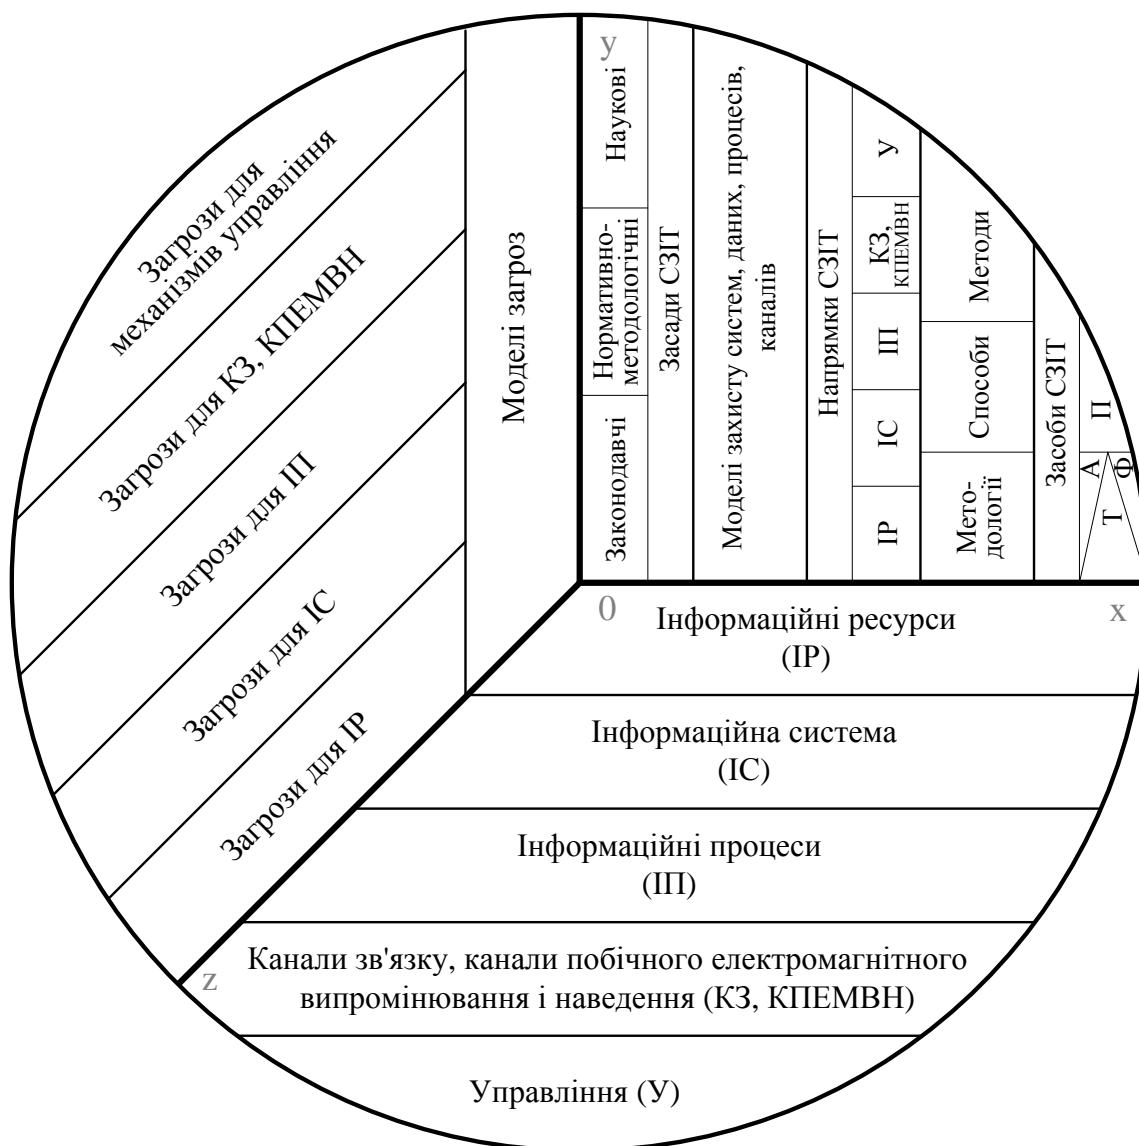 y
Загрози для
механізмів управління
Загрози для КЗ, КПЕМВН
Загрози для ІП
Загрози для ІС
Загрози для ІР
Моделі загроз
Наукові
Нормативно-
методологічні
Законодавчі
Засади СЗІТ
Моделі захисту систем, даних, процесів,
каналів
Напрямки СЗІТ
У
КЗ,
КПЕМВН
ІП
ІС
ІР
Методи
Способи
Мето-
дології
Засоби СЗІТ
П
А
Ф
Т
0
x
Інформаційні ресурси
(ІР)
Інформаційна система
(ІС)
Інформаційні процеси
(ІП)
z
Канали зв'язку, канали побічного електромагнітного
випромінювання і наведення (КЗ, КПЕМВН)
Управління (У)